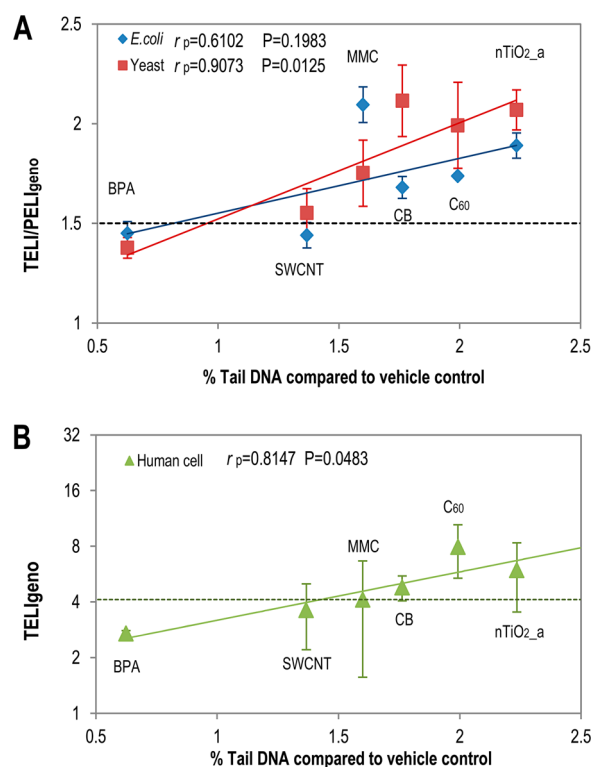 A
2.5
E.coli r p=0.6102 P=0.1983
Yeast r p=0.9073 P=0.0125
MMC
nTiO2_a
2
BPA
TELI/PELIgeno
1.5
CB
C60
SWCNT
1
0.5 1 1.5 2 2.5
% Tail DNA compared to vehicle control
B
32
Human cell r p=0.8147 P=0.0483
16
C60
8
MMC
TELIgeno
4
CB
2
BPA
SWCNT
nTiO2_a
1
0.5 1 1.5 2 2.5
% Tail DNA compared to vehicle control